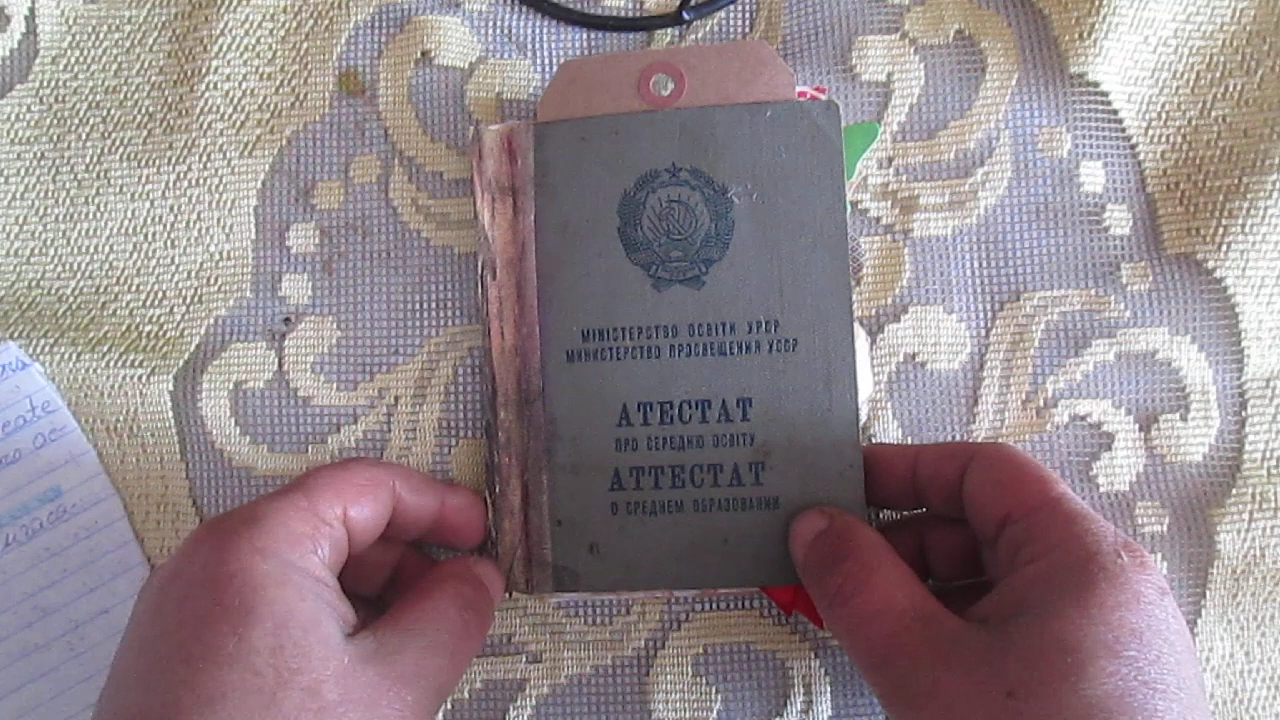 МІНІСТЕРСТВО ОСВІТИ УРСР
МИНИСТЕРСТВО ПРОСВЕЩЕНИЯ УССР
АТЕСТАТ
ПРО СЕРЕДНЮ ОСВІТУ
АТТЕСТАТ
О СРЕДНЕМ ОБРАЗОВАНИИ